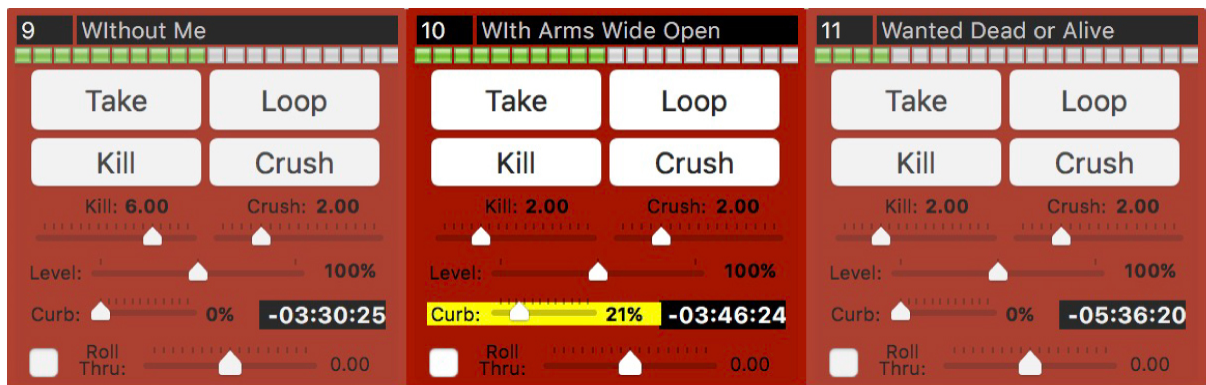 9 WIthout Me
Take Loop
Kill Crush
Kill: 6.00 Crush: 2.00
Level: 100%
Curb: 0% -03:30:25
Roll
Thru: 0.00
10 WIth Arms Wide Open
Take Loop
Kill Crush
Kill: 2.00 Crush: 2.00
Level: 100%
Curb: 21% -03:46:24
Roll
Thru: 0.00
11 Wanted Dead or Alive
Take Loop
Kill Crush
Kill: 2.00 Crush: 2.00
Level: 100%
Curb: 0% -05:36:20
Roll
Thru: 0.00